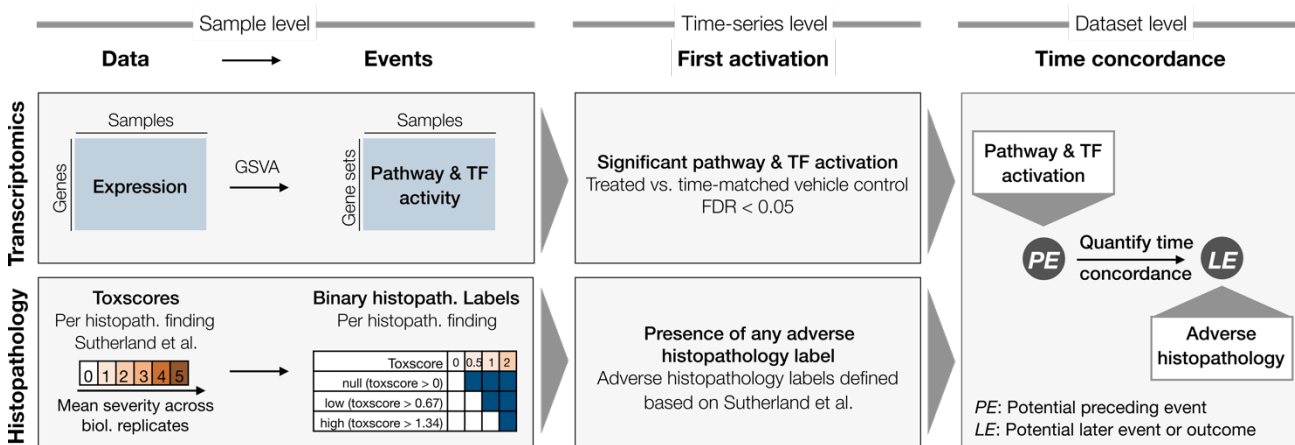 Sample level
Time-series level
Dataset level
Data
Events
First activation
Time concordance
Transcriptomics
Samples
Genes
Expression
GSVA
Samples
Gene sets
Pathway & TF
activity
Significant pathway & TF activation
Treated vs. time-matched vehicle control
FDR < 0.05
Pathway & TF
activation
PE
Quantify time
concordance
LE
Adverse
histopathology
PE: Potential preceding event
LE: Potential later event or outcome
Histopathology
Toxscores
Per histopath. finding
Sutherland et al.
0 1 2 3 4 5
Mean severity across
biol. replicates
Binary histopath. Labels
Per histopath. finding
Toxscore 0 0.5 1 2
null (toxscore > 0)
low (toxscore > 0.67)
high (toxscore > 1.34)
Presence of any adverse
histopathology label
Adverse histopathology labels defined
based on Sutherland et al.